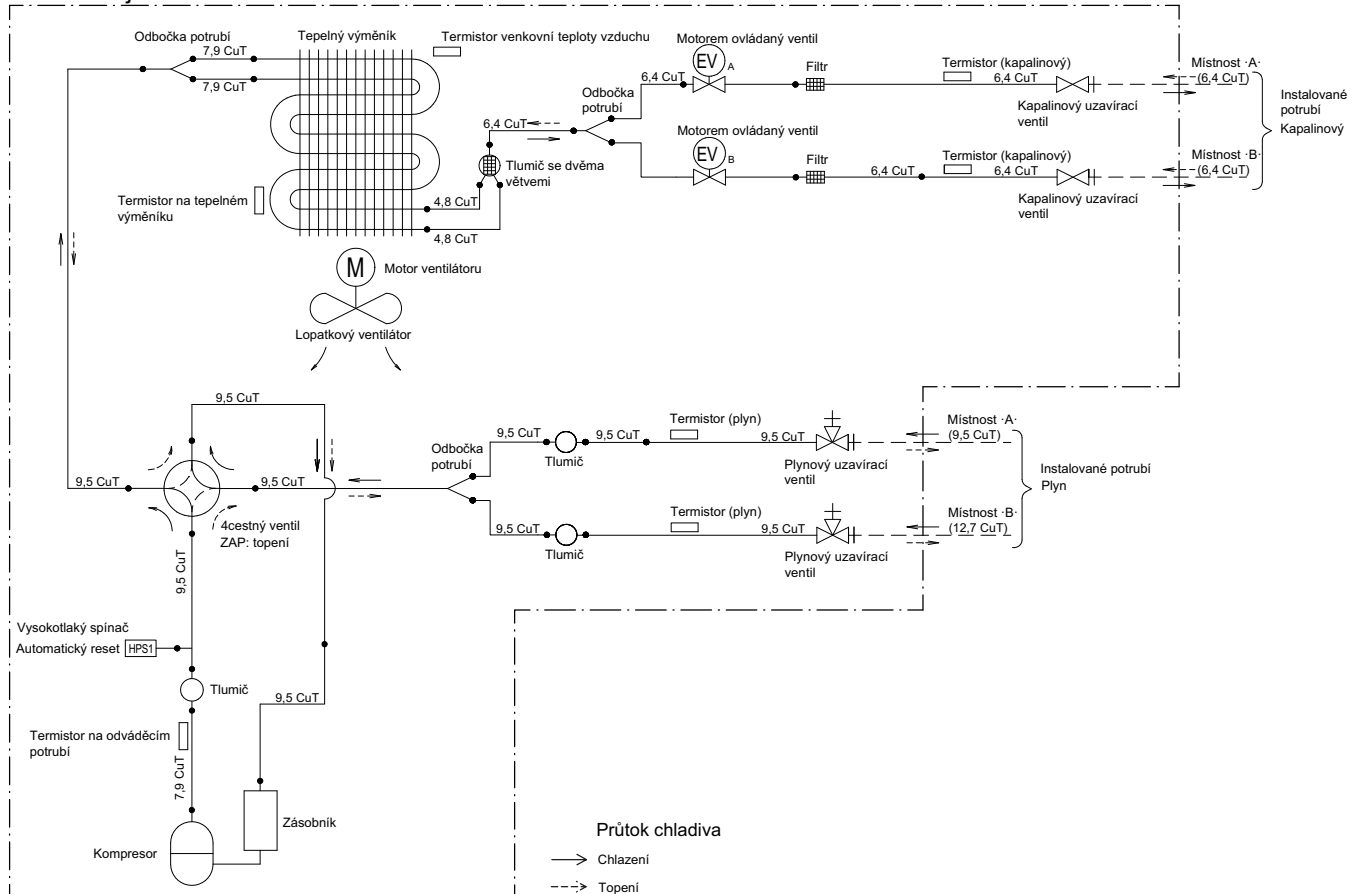 Odbočka potrubí
7,9 CuT
7,9 CuT
Tepelný výměník
Termistor venkovní teploty vzduchu
Motorem ovládaný ventil
EV
A
6,4 CuT
Filtr
Termistor (kapalinový)
6,4 CuT
Kapalinový uzavírací
ventil
Místnost ·A·
(6,4 CuT)
Instalované
potrubí
Kapalinový
Odbočka
potrubí
6,4 CuT
Motorem ovládaný ventil
EV
B
Filtr
6,4 CuT
Termistor (kapalinový)
6,4 CuT
Kapalinový uzavírací
ventil
Místnost ·B·
(6,4 CuT)
Tlumič se dvěma
větvemi
Termistor na tepelném
výměníku
4,8 CuT
4,8 CuT
M
Motor ventilátoru
Lopatkový ventilátor
9,5 CuT
9,5 CuT
9,5 CuT
4cestný ventil
ZAP: topení
9,5 CuT
Odbočka
potrubí
9,5 CuT
Tlumič
9,5 CuT
Termistor (plyn)
9,5 CuT
Plynový uzavírací
ventil
Místnost ·A·
(9,5 CuT)
Instalované potrubí
Plyn
9,5 CuT
Tlumič
Termistor (plyn)
9,5 CuT
Plynový uzavírací
ventil
Místnost ·B·
(12,7 CuT)
Vysokotlaký spínač
Automatický reset
HPS1
Tlumič
9,5 CuT
Termistor na odváděcím
potrubí
7,9 CuT
Zásobník
Kompresor
Průtok chladiva
Chlazení
Topení